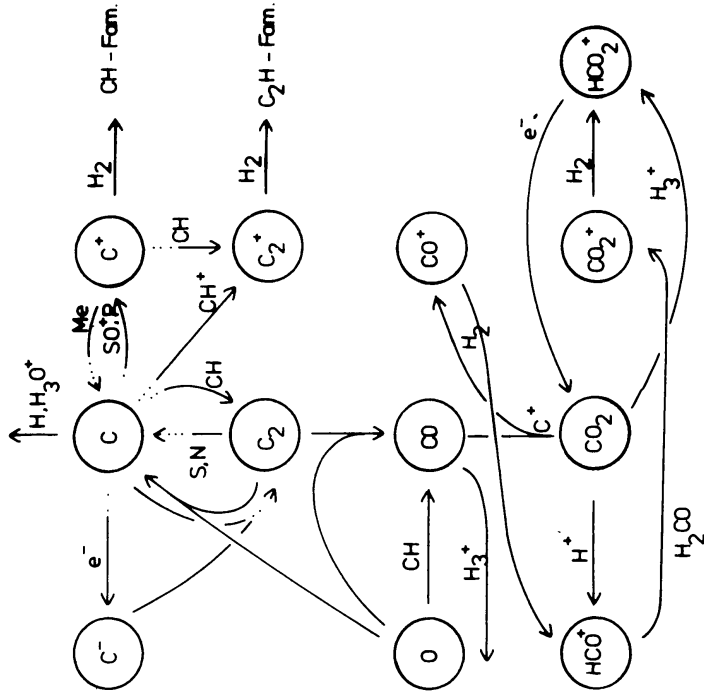 H,H3O+
C-
e-
C
Me
SO+,R
C+
H2
CH-Fam.
S,N
CH
CH+
CH
C2
C2+
H2
C2H-Fam.
O
CH
CO
CO+
H3+
H2
C+
HCO+
H+
CO2
CO2+
H2
HCO2+
e-.
H3+
H2CO